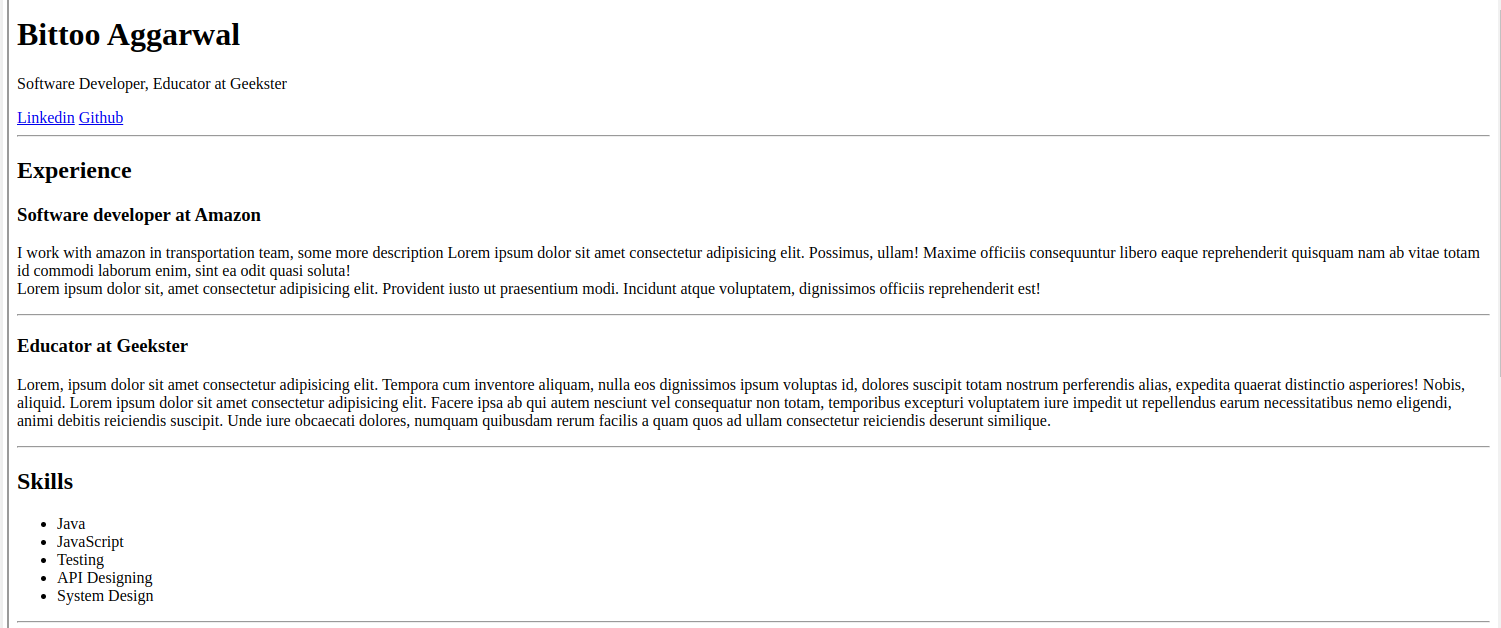 Bittoo Aggarwal
Software Developer, Educator at Geekster
Linkedin Github
Experience
Software developer at Amazon
I work with amazon in transportation team, some more description Lorem ipsum dolor sit amet consectetur adipisicing elit. Possimus, ullam! Maxime officiis consequuntur libero eaque reprehenderit quisquam nam ab vitae totam
id commodi laborum enim, sint ea odit quasi soluta!
Lorem ipsum dolor sit, amet consectetur adipisicing elit. Provident iusto ut praesentium modi. Incidunt atque voluptatem, dignissimos officiis reprehenderit est!
Educator at Geekster
Lorem, ipsum dolor sit amet consectetur adipisicing elit. Tempora cum inventore aliquam, nulla eos dignissimos ipsum voluptas id, dolores suscipit totam nostrum perferendis alias, expedita quaerat distinctio asperiores! Nobis,
aliquid. Lorem ipsum dolor sit amet consectetur adipisicing elit. Facere ipsa ab qui autem nesciunt vel consequatur non totam, temporibus excepturi voluptatem iure impedit ut repellendus earum necessitatibus nemo eligendi,
animi debitis reiciendis suscipit. Unde iure obcaecati dolores, numquam quibusdam rerum facilis a quam quos ad ullam consectetur reiciendis deserunt similique.
Skills
• Java
• JavaScript
• Testing
• API Designing
• System Design